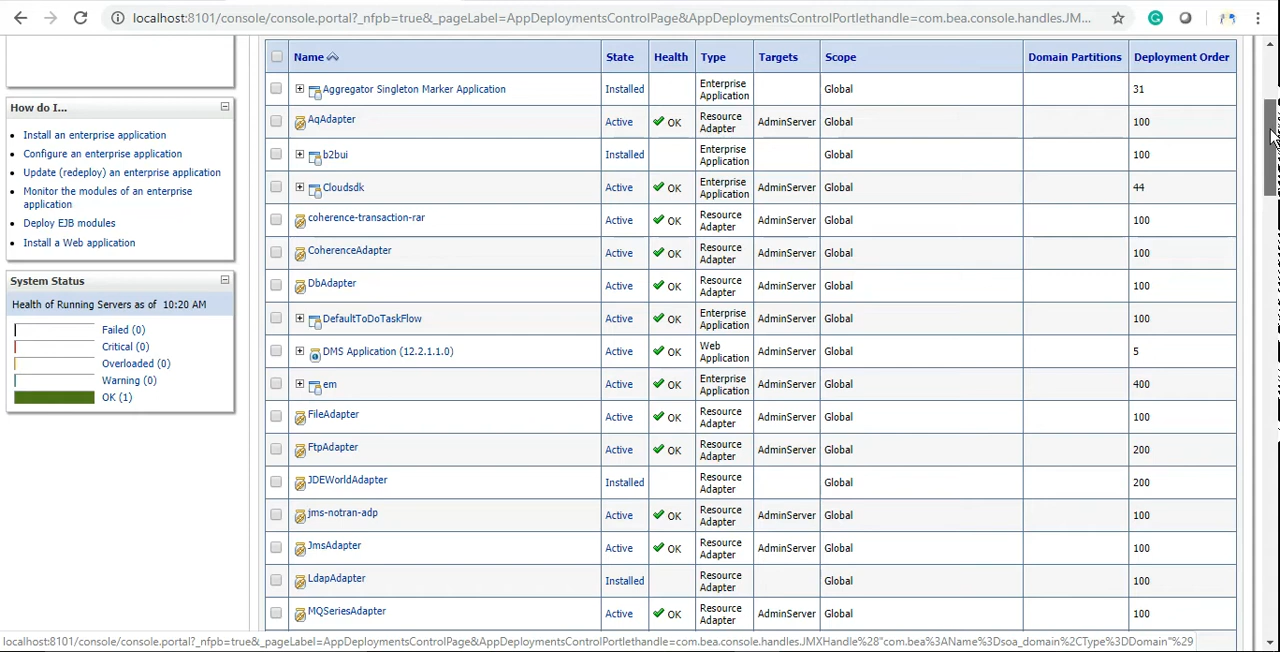 localhost:8101/console/console.portal?_nfpb=true&_pageLabel=AppDeploymentsControlPage&AppDeploymentsControlPortlethandle=com.bea.console.handles.JM...
How do I...
Install an enterprise application
Configure an enterprise application
Update (redeploy) an enterprise application
Monitor the modules of an enterprise
application
Deploy EJB modules
Install a Web application
System Status
Health of Running Servers as of 10:20 AM
Failed (0)
Critical (0)
Overloaded (0)
Warning (0)
OK (1)
Name State Health Type Targets Scope Domain Partitions Deployment Order
Aggregator Singleton Marker Application Installed Enterprise Application Global 31
AqAdapter Active OK Resource Adapter AdminServer Global 100
b2bui Installed Enterprise Application Global 100
Cloudsdk Active OK Enterprise Application AdminServer Global 44
coherence-transaction-rar Active OK Resource Adapter AdminServer Global 100
CoherenceAdapter Active OK Resource Adapter AdminServer Global 100
DbAdapter Active OK Resource Adapter AdminServer Global 100
DefaultToDoTaskFlow Active OK Enterprise Application AdminServer Global 100
DMS Application (12.2.1.1.0) Active OK Web Application AdminServer Global 5
em Active OK Enterprise Application AdminServer Global 400
FileAdapter Active OK Resource Adapter AdminServer Global 100
FtpAdapter Active OK Resource Adapter AdminServer Global 200
JDEWorldAdapter Installed Resource Adapter Global 200
jms-notran-adp Active OK Resource Adapter AdminServer Global 100
JmsAdapter Active OK Resource Adapter AdminServer Global 100
LdapAdapter Installed Resource Adapter Global 100
MQSeriesAdapter Active OK Resource Adapter AdminServer Global 100
localhost:8101/console/console.portal?_nfpb=true&_pageLabel=AppDeploymentsControlPage&AppDeploymentsControlPortlethandle=com.bea.console.handles.JMXHandle%28"com.bea%3AName%3Dsoa_domain%2CType%3DDomain"%29